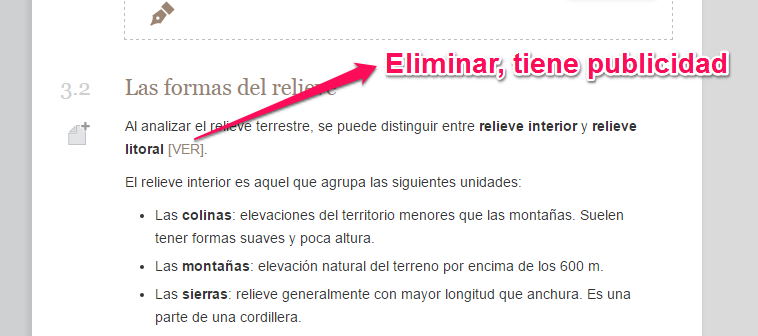 Eliminar, tiene publicidad
3.2 Las formas del relieve
Al analizar el relieve terrestre, se puede distinguir entre relieve interior y relieve
litoral [VER].
El relieve interior es aquel que agrupa las siguientes unidades:
• Las colinas: elevaciones del territorio menores que las montañas. Suelen
tener formas suaves y poca altura.
• Las montañas: elevación natural del terreno por encima de los 600 m.
• Las sierras: relieve generalmente con mayor longitud que anchura. Es una
parte de una cordillera.